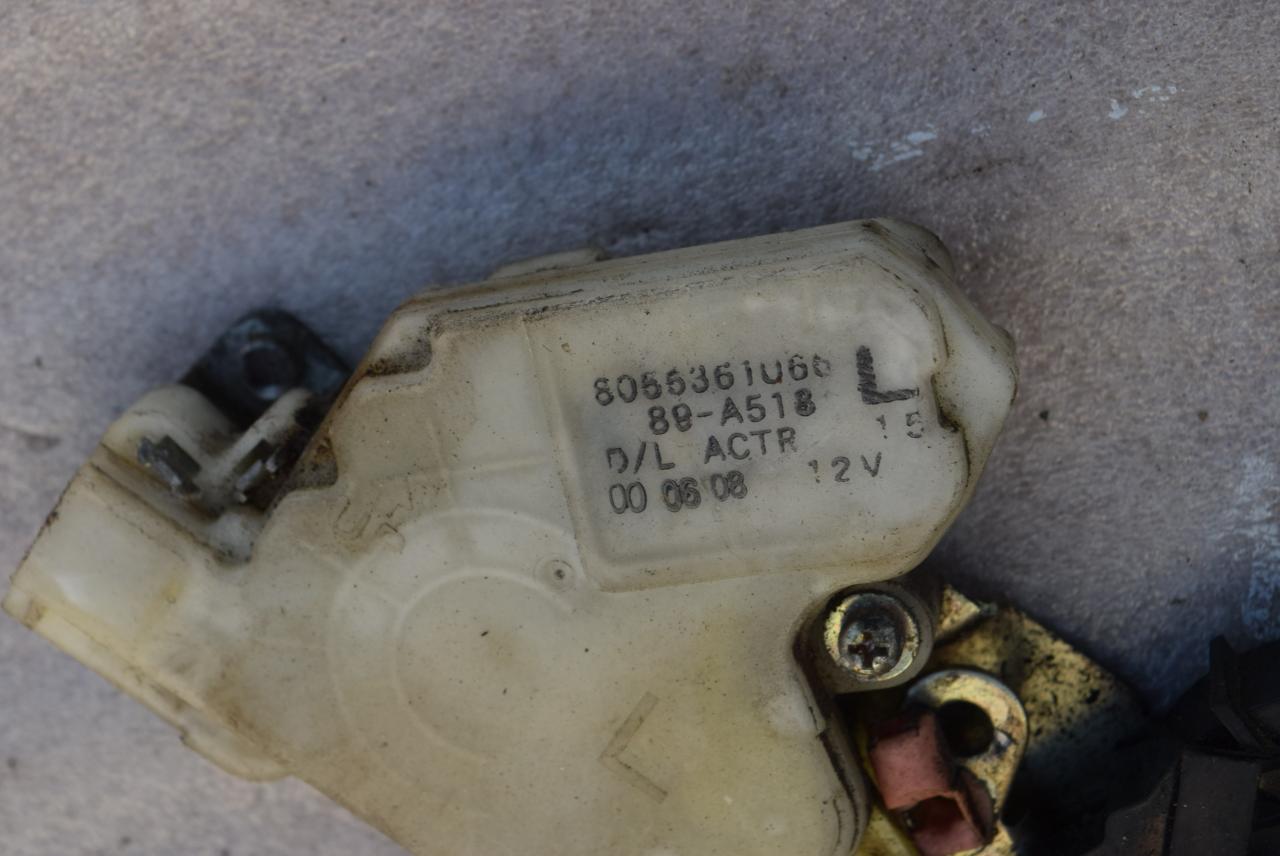 8055361U66 L
89-A518 15
D/L ACTR 12V
00 06 08
L